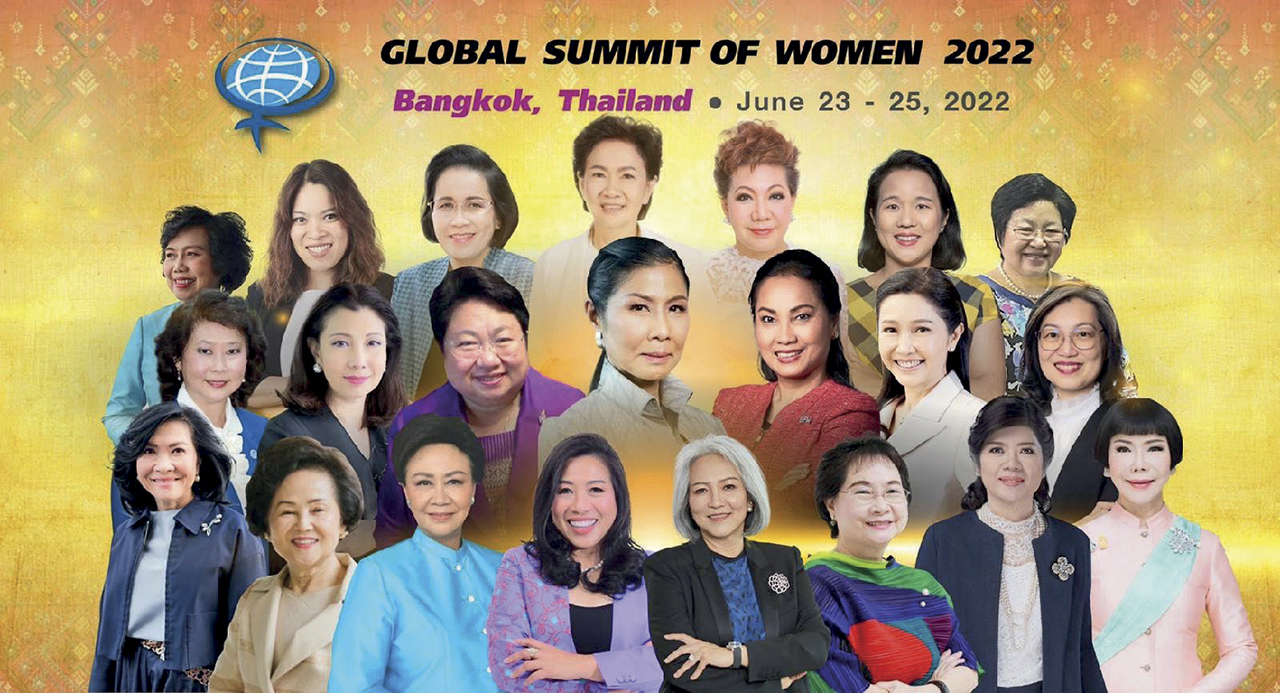 GLOBAL SUMMIT OF WOMEN 2022
Bangkok, Thailand • June 23 - 25, 2022